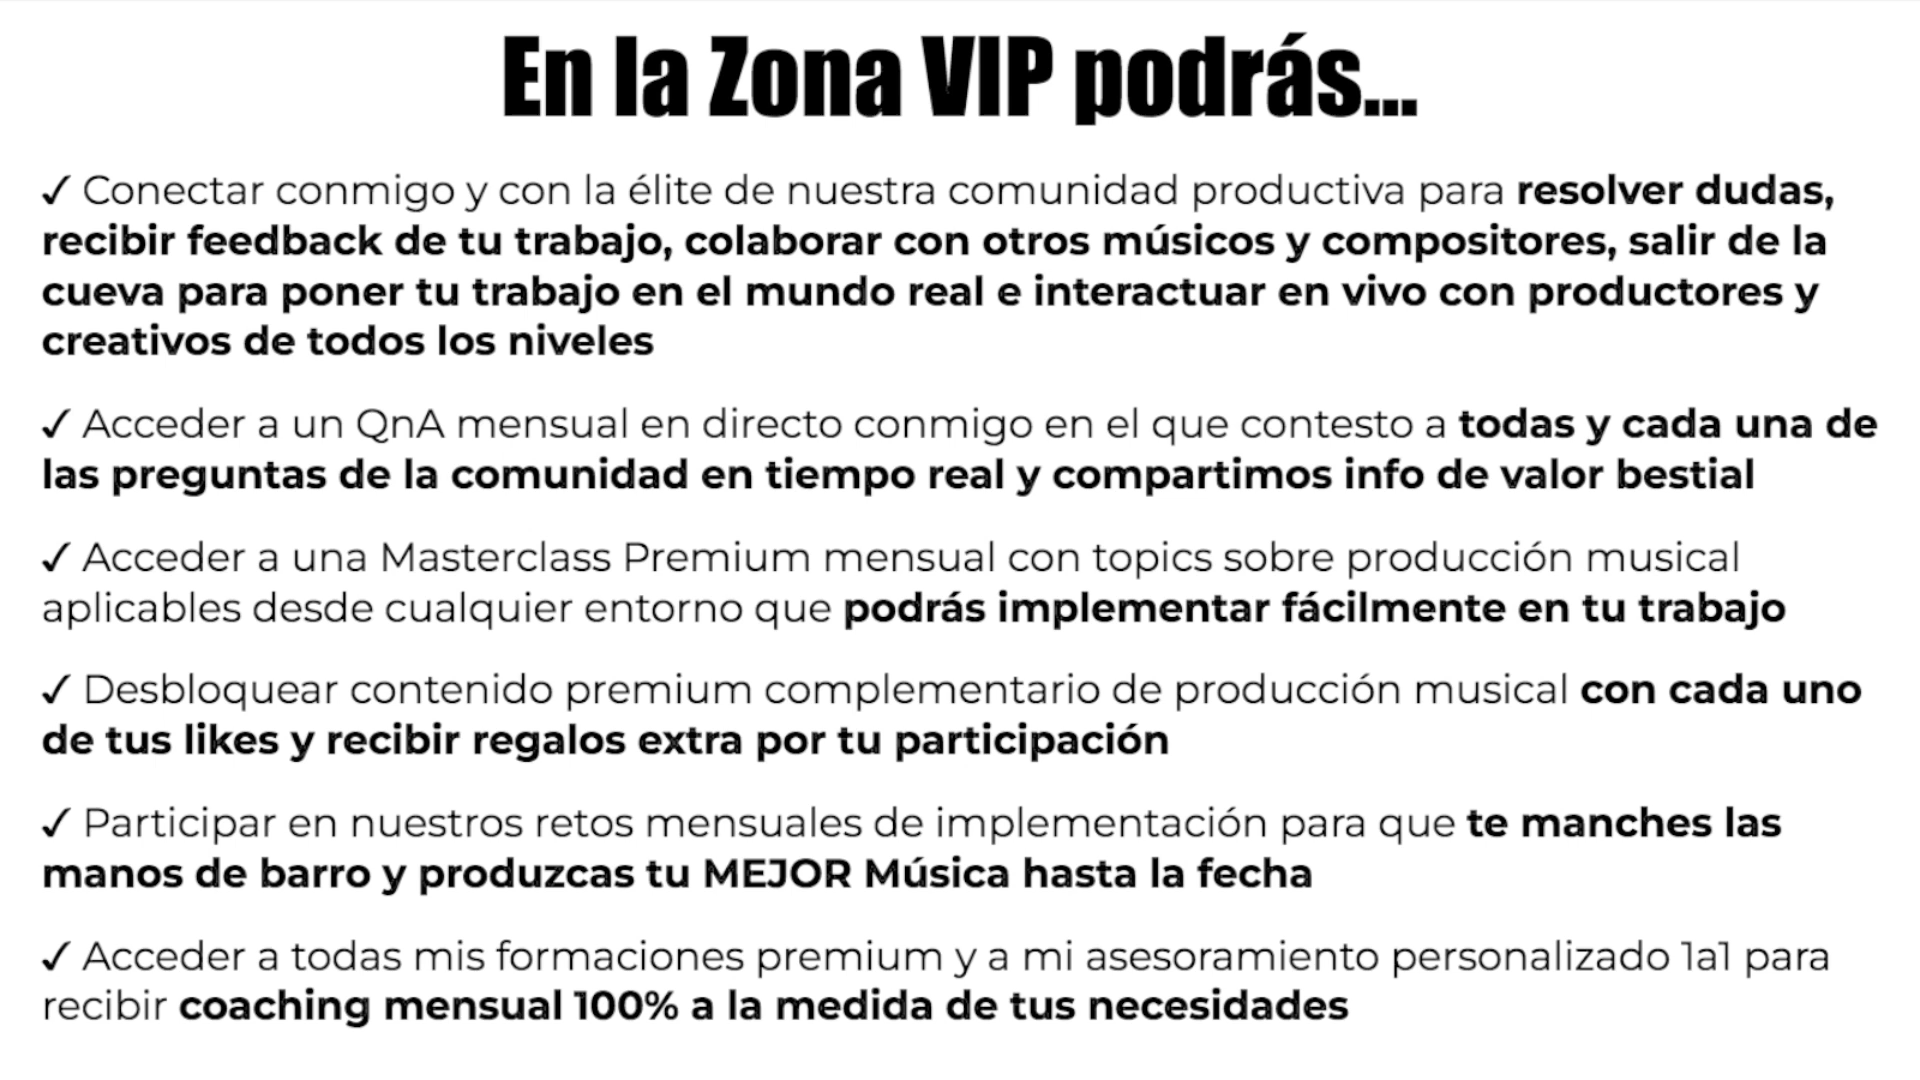 En la Zona VIP podrás...
✓ Conectar conmigo y con la élite de nuestra comunidad productiva para resolver dudas,
recibir feedback de tu trabajo, colaborar con otros músicos y compositores, salir de la
cueva para poner tu trabajo en el mundo real e interactuar en vivo con productores y
creativos de todos los niveles
✓ Acceder a un QnA mensual en directo conmigo en el que contesto a todas y cada una de
las preguntas de la comunidad en tiempo real y compartimos info de valor bestial
✓ Acceder a una Masterclass Premium mensual con topics sobre producción musical
aplicables desde cualquier entorno que podrás implementar fácilmente en tu trabajo
✓ Desbloquear contenido premium complementario de producción musical con cada uno
de tus likes y recibir regalos extra por tu participación
✓ Participar en nuestros retos mensuales de implementación para que te manches las
manos de barro y produzcas tu MEJOR Música hasta la fecha
✓ Acceder a todas mis formaciones premium y a mi asesoramiento personalizado 1a1 para
recibir coaching mensual 100% a la medida de tus necesidades